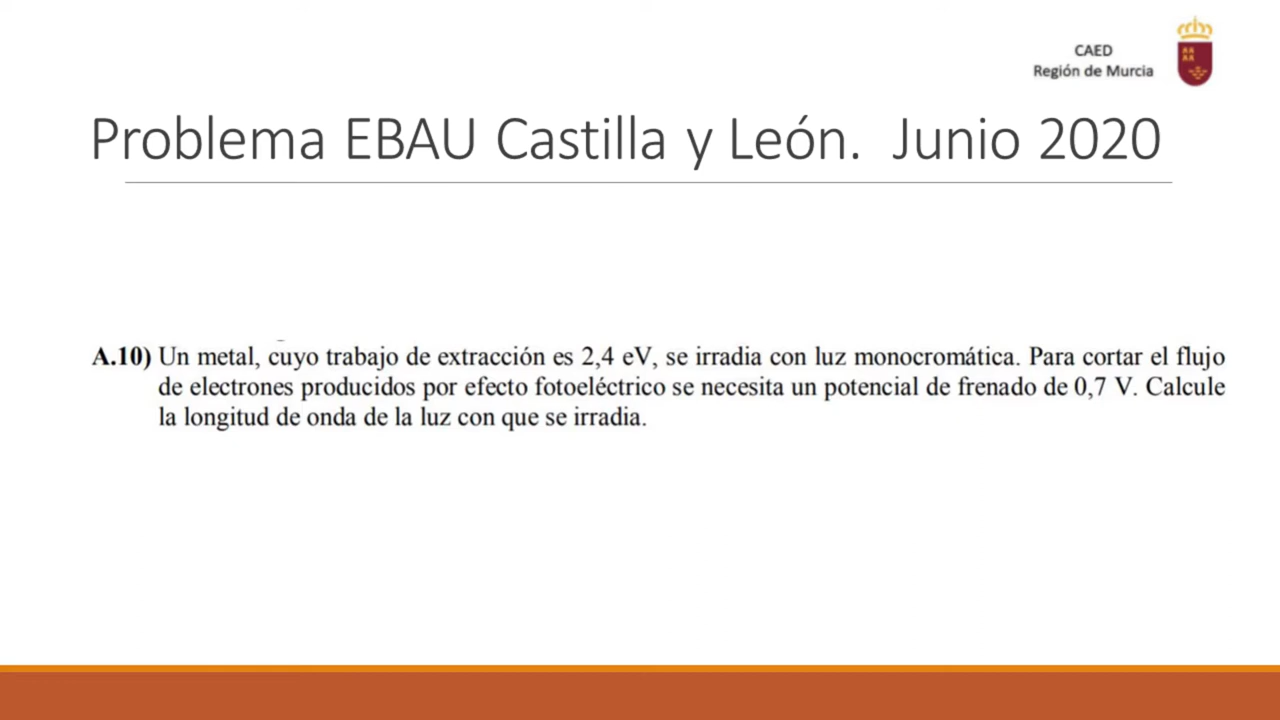 CAED
Región de Murcia
Problema EBAU Castilla y León. Junio 2020
A.10) Un metal, cuyo trabajo de extracción es 2,4 eV, se irradia con luz monocromática. Para cortar el flujo
de electrones producidos por efecto fotoeléctrico se necesita un potencial de frenado de 0,7 V. Calcule
la longitud de onda de la luz con que se irradia.